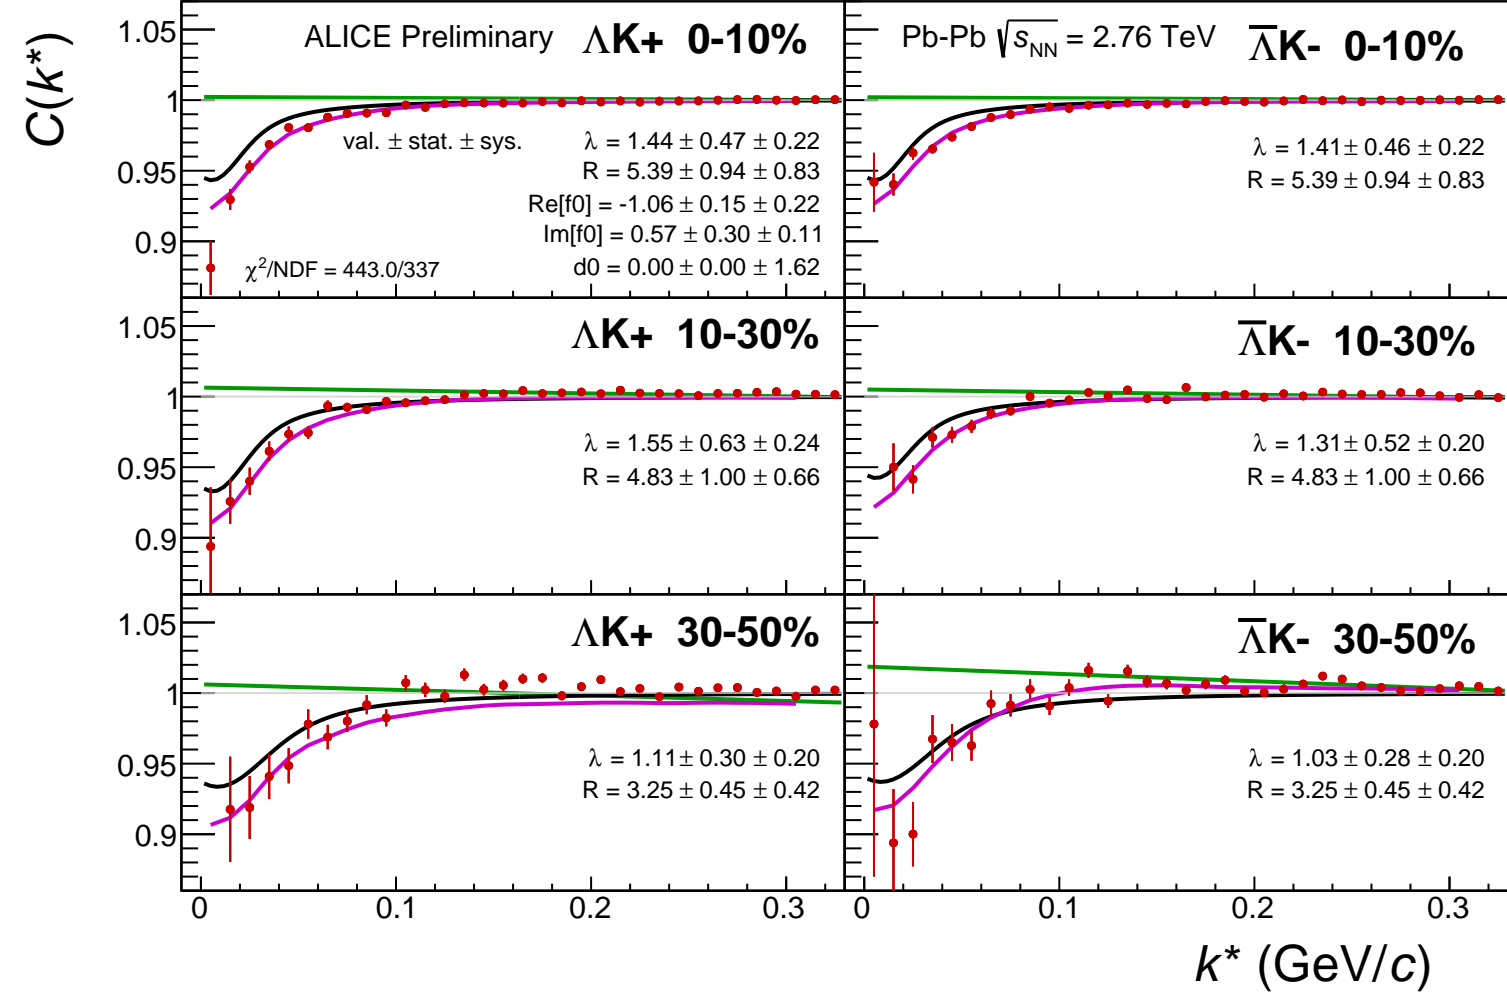 C(k*)
ALICE Preliminary ΛK+ 0-10%
val. ± stat. ± sys.
λ = 1.44 ± 0.47 ± 0.22
R = 5.39 ± 0.94 ± 0.83
Re[f0] = -1.06 ± 0.15 ± 0.22
Im[f0] = 0.57 ± 0.30 ± 0.11
χ²/NDF = 443.0/337
d0 = 0.00 ± 0.00 ± 1.62
1.05
1
0.95
0.9
Pb-Pb √sNN = 2.76 TeV Λ̅K- 0-10%
λ = 1.41 ± 0.46 ± 0.22
R = 5.39 ± 0.94 ± 0.83
ΛK+ 10-30%
λ = 1.55 ± 0.63 ± 0.24
R = 4.83 ± 1.00 ± 0.66
1.05
1
0.95
0.9
Λ̅K- 10-30%
λ = 1.31 ± 0.52 ± 0.20
R = 4.83 ± 1.00 ± 0.66
ΛK+ 30-50%
λ = 1.11 ± 0.30 ± 0.20
R = 3.25 ± 0.45 ± 0.42
1.05
1
0.95
0.9
Λ̅K- 30-50%
λ = 1.03 ± 0.28 ± 0.20
R = 3.25 ± 0.45 ± 0.42
0 0.1 0.2 0.3
0 0.1 0.2 0.3
k* (GeV/c)